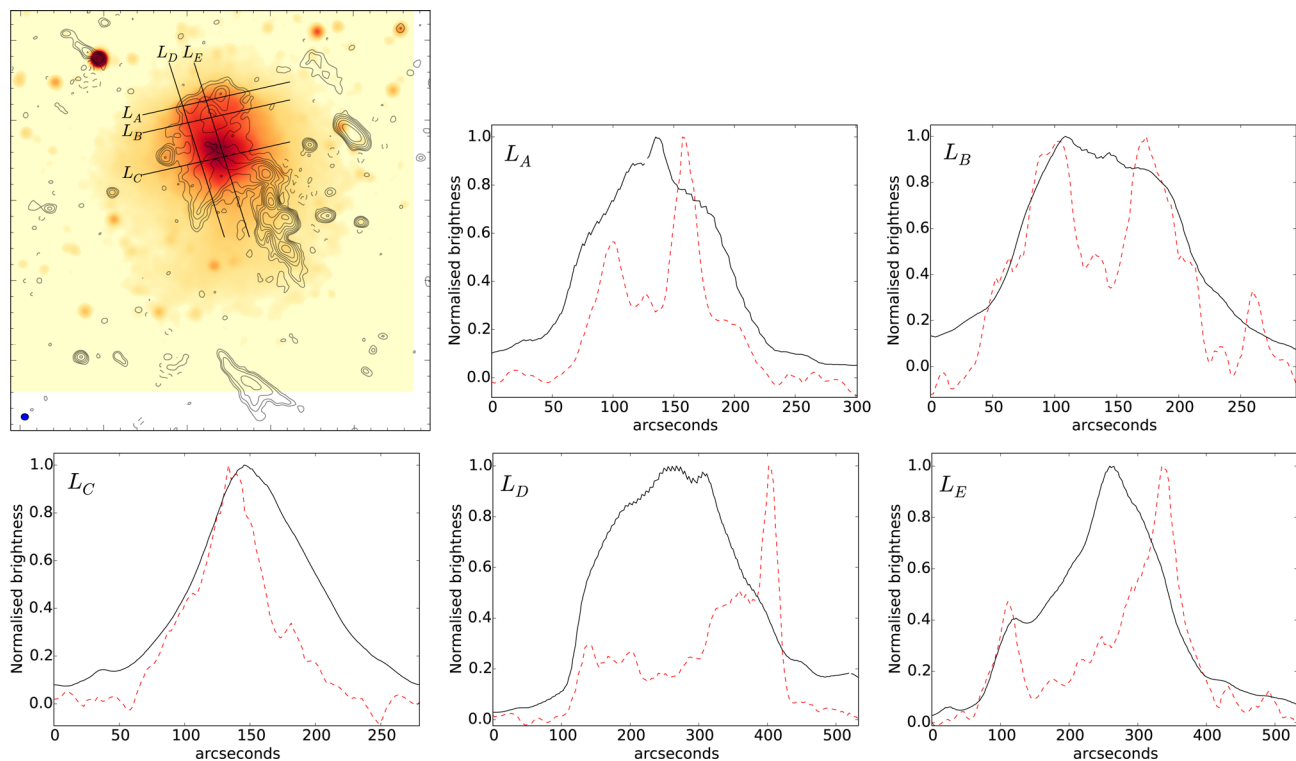 L_D L_E
L_A
L_B
L_C
L_A
Normalised brightness
1.0
0.8
0.6
0.4
0.2
0.0
0 50 100 150 200 250 300
arcseconds
L_B
Normalised brightness
1.0
0.8
0.6
0.4
0.2
0.0
0 50 100 150 200 250
arcseconds
L_C
Normalised brightness
1.0
0.8
0.6
0.4
0.2
0.0
0 50 100 150 200 250
arcseconds
L_D
Normalised brightness
1.0
0.8
0.6
0.4
0.2
0.0
0 100 200 300 400 500
arcseconds
L_E
Normalised brightness
1.0
0.8
0.6
0.4
0.2
0.0
0 100 200 300 400 500
arcseconds